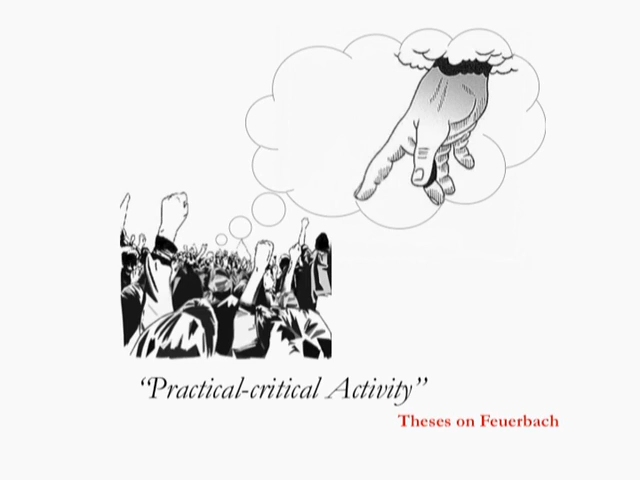 “Practical-critical Activity”
Theses on Feuerbach